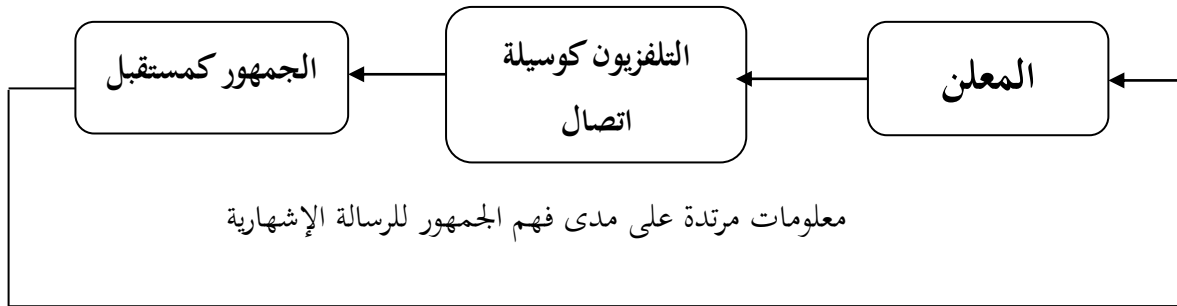 المعلن
التلفزيون كوسيلة
اتصال
الجمهور كمستقبل
معلومات مرتدة على مدى فهم الجمهور للرسالة الإشهارية